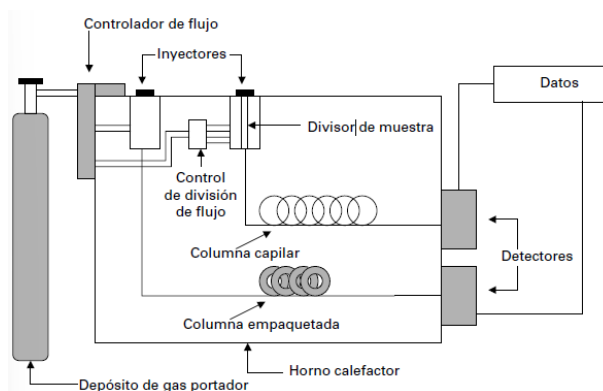 Controlador de flujo
Inyectores
Datos
Divisor de muestra
Control
de división
de flujo
Columna capilar
Detectores
Columna empaquetada
Horno calefactor
Depósito de gas portador